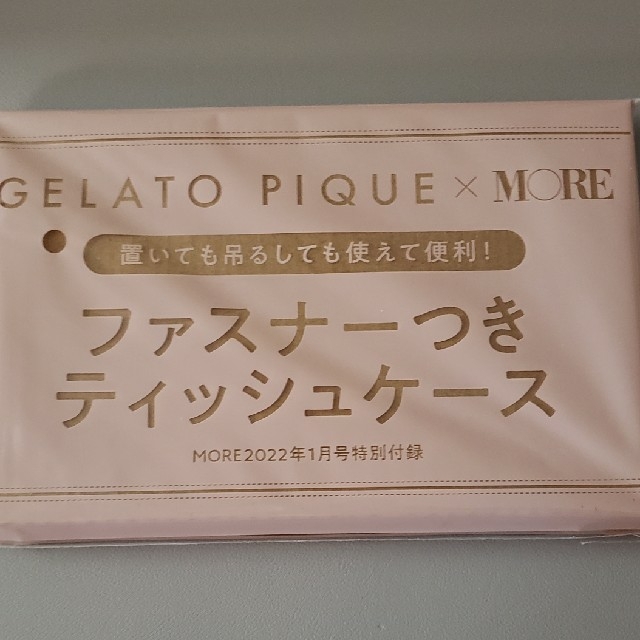 GELATO PIQUE × MORE
置いても吊るしても使えて便利！
ファスナーつき
ティッシュケース
MORE2022年1月号特別付録